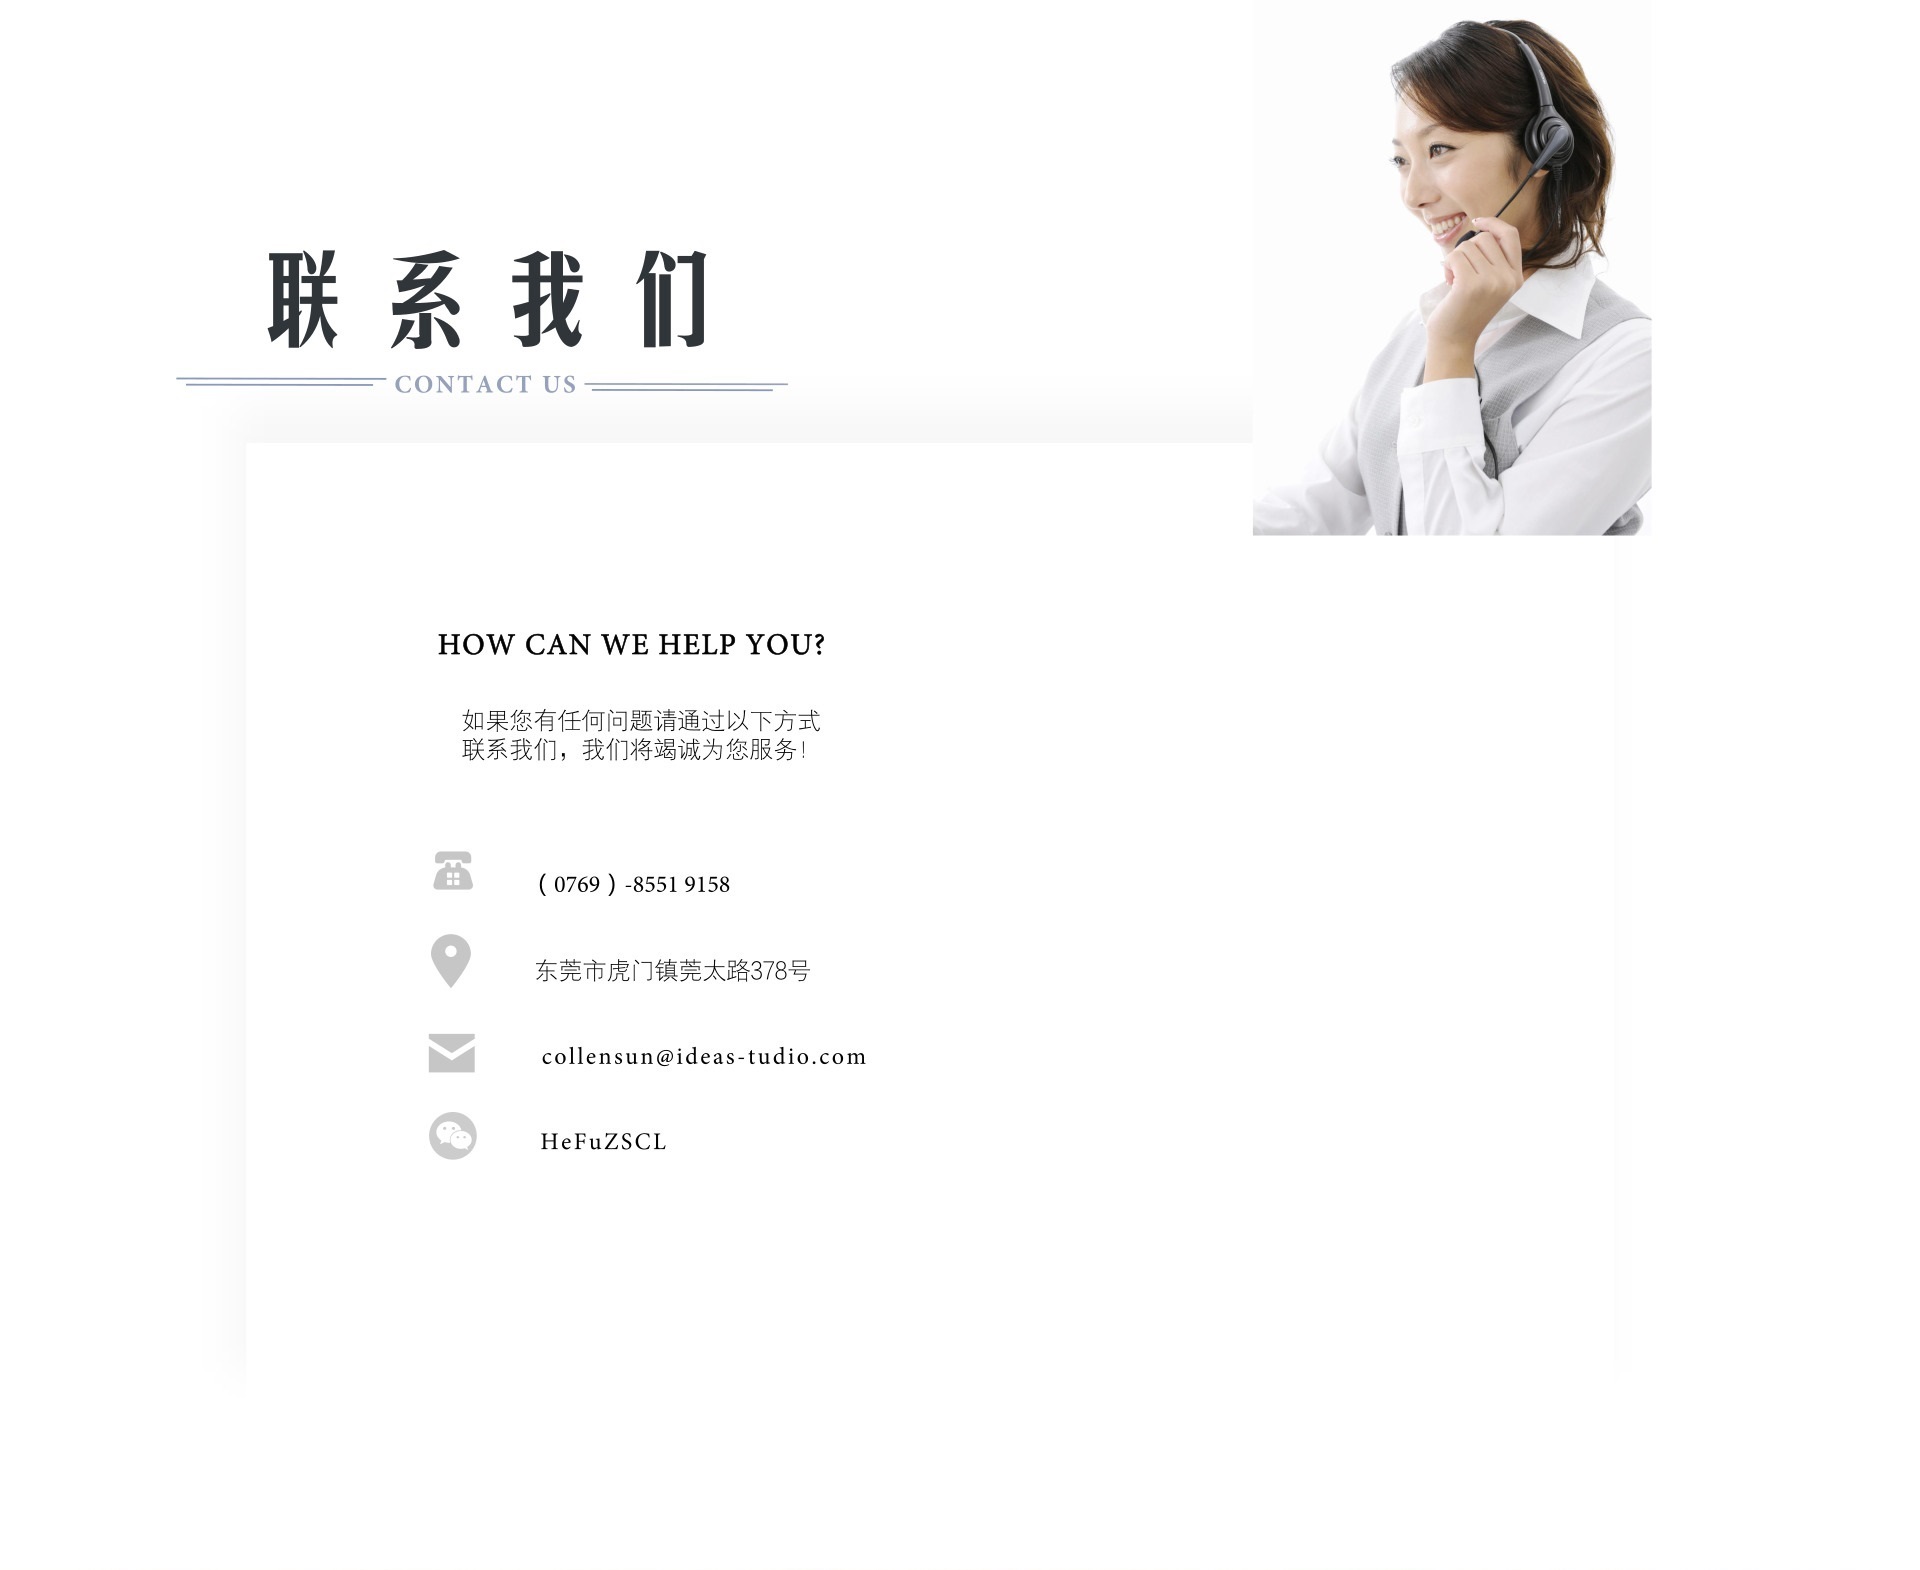 联系我们
CONTACT US
HOW CAN WE HELP YOU?
如果您有任何问题请通过以下方式
联系我们，我们将竭诚为您服务！
（0769）-8551 9158
东莞市虎门镇莞太路378号
collensun@ideas-tudio.com
HeFuZSCL